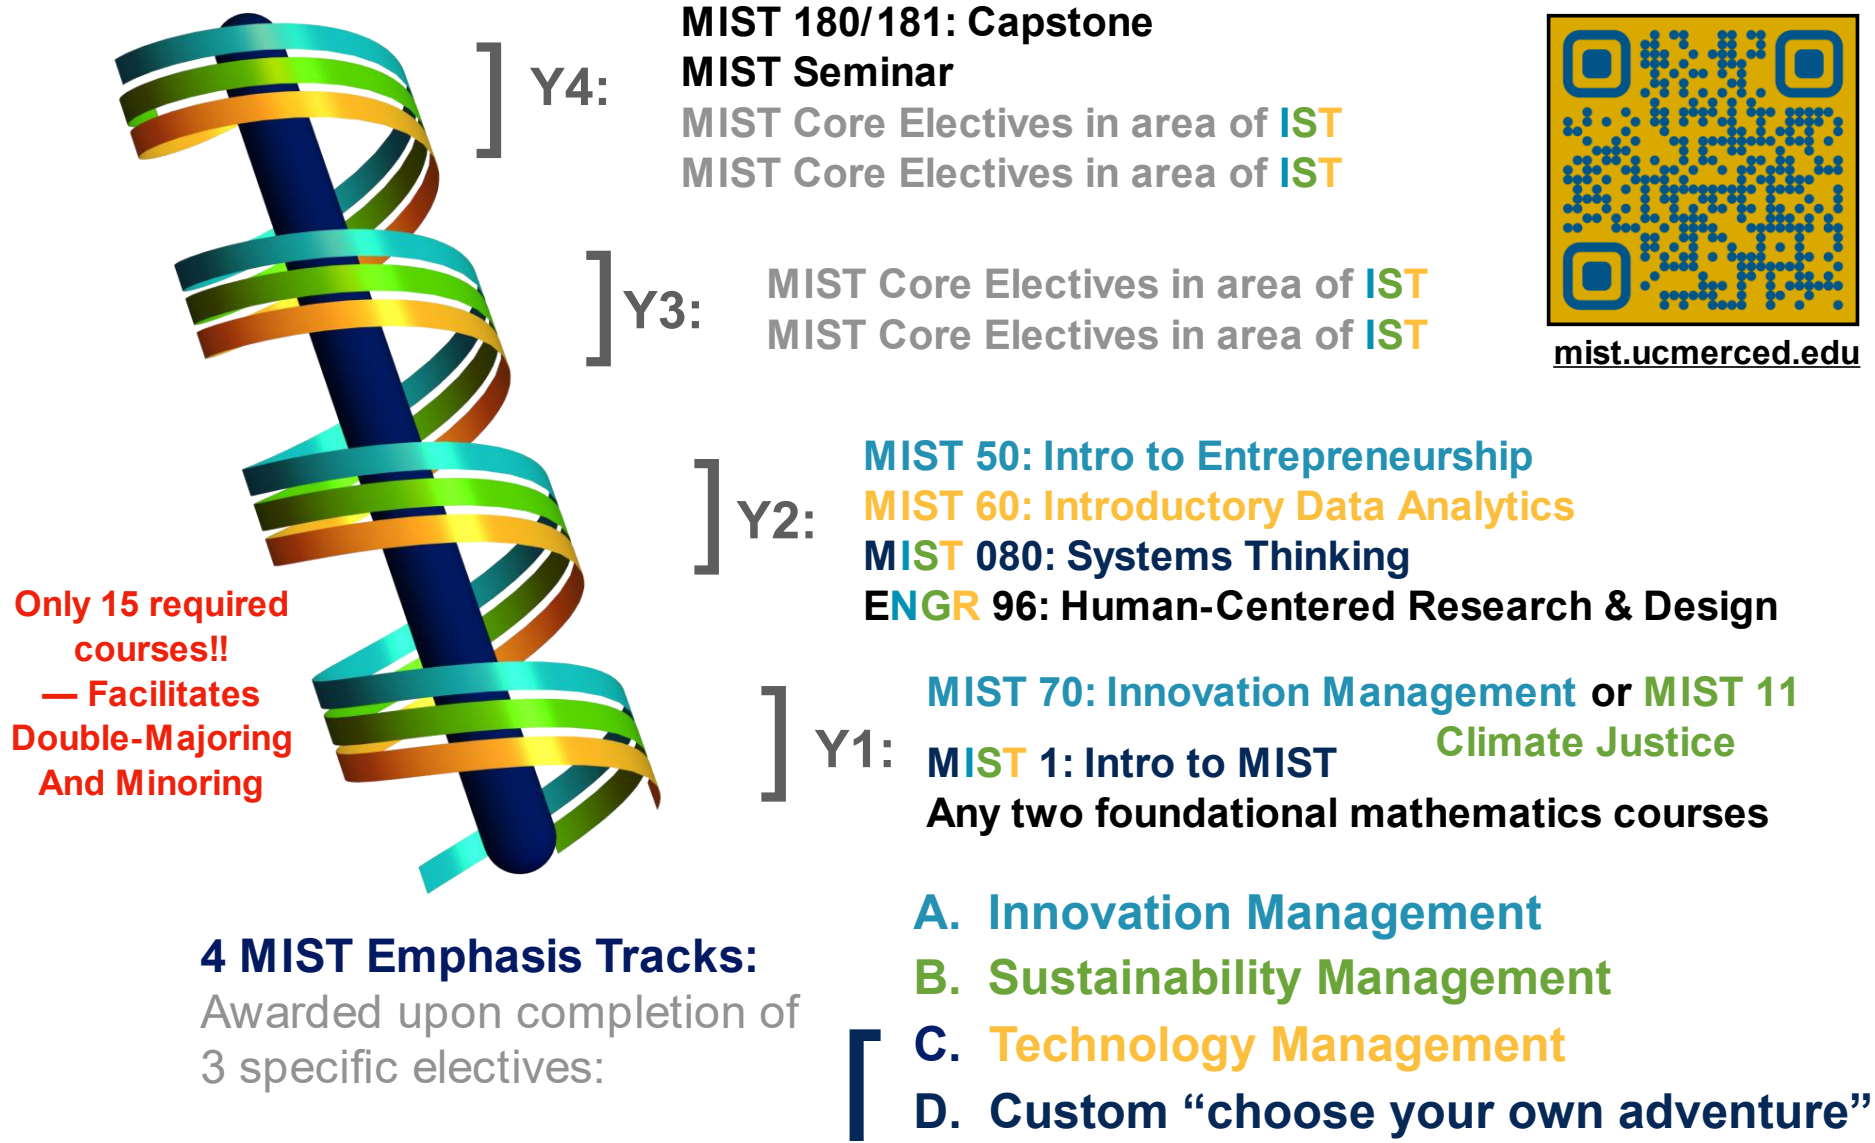 MIST 180/181: Capstone
MIST Seminar
Y4:
MIST Core Electives in area of IST
MIST Core Electives in area of IST
mist.ucmerced.edu
Y3:
MIST Core Electives in area of IST
MIST Core Electives in area of IST
Y2:
MIST 50: Intro to Entrepreneurship
MIST 60: Introductory Data Analytics
MIST 080: Systems Thinking
ENGR 96: Human-Centered Research & Design
Only 15 required
courses!!
— Facilitates
Double-Majoring
And Minoring
Y1:
MIST 70: Innovation Management or MIST 11
Climate Justice
MIST 1: Intro to MIST
Any two foundational mathematics courses
4 MIST Emphasis Tracks:
Awarded upon completion of
3 specific electives:
A. Innovation Management
B. Sustainability Management
C. Technology Management
D. Custom “choose your own adventure”